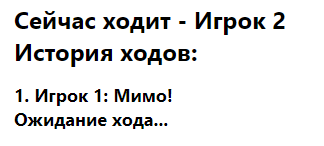 Сейчас ходит - Игрок 2
История ходов:
1. Игрок 1: Мимо!
Ожидание хода...